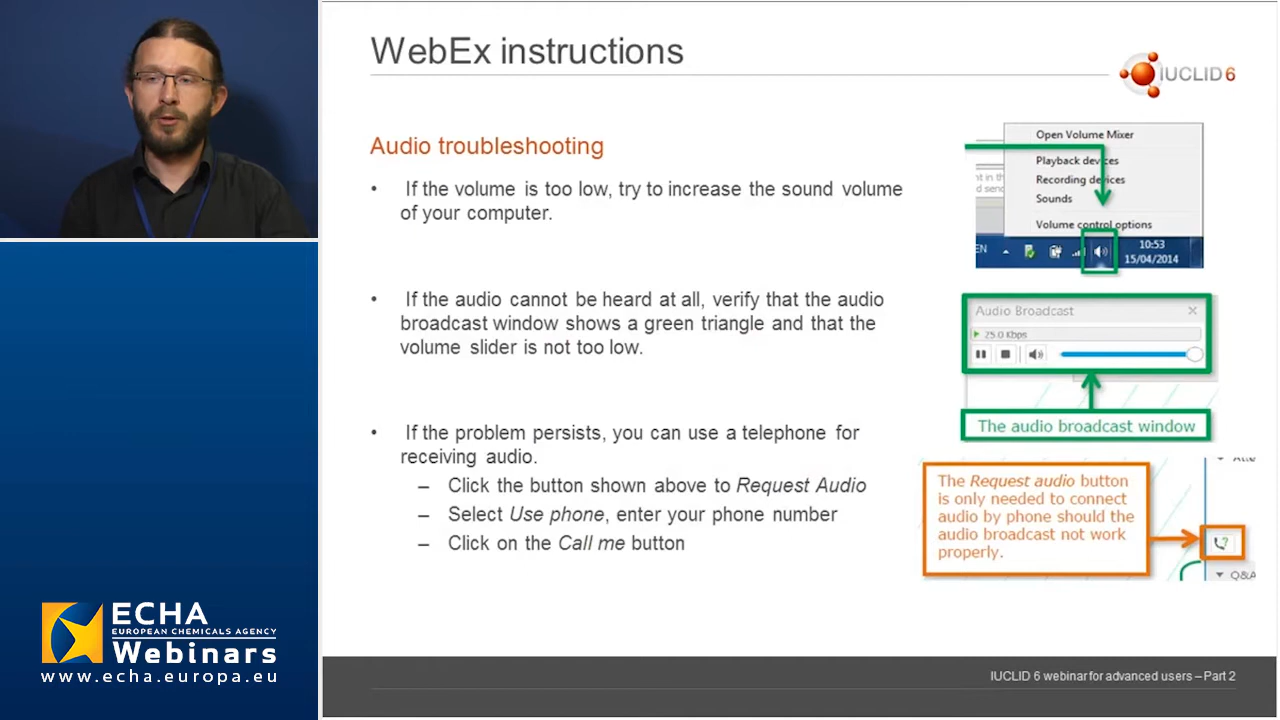 WebEx instructions
IUCLID 6
Audio troubleshooting
• If the volume is too low, try to increase the sound volume
of your computer.
• If the audio cannot be heard at all, verify that the audio
broadcast window shows a green triangle and that the
volume slider is not too low.
• If the problem persists, you can use a telephone for
receiving audio.
– Click the button shown above to Request Audio
– Select Use phone, enter your phone number
– Click on the Call me button
Open Volume Mixer
Playback devices
Recording devices
Sounds
Volume control options
EN
10:53
15/04/2014
Audio Broadcast
25.0 Kbps
The audio broadcast window
The Request audio button
is only needed to connect
audio by phone should the
audio broadcast not work
properly.
Q&A
ECHA
EUROPEAN CHEMICALS AGENCY
Webinars
www.echa.europa.eu
IUCLID 6 webinar for advanced users – Part 2